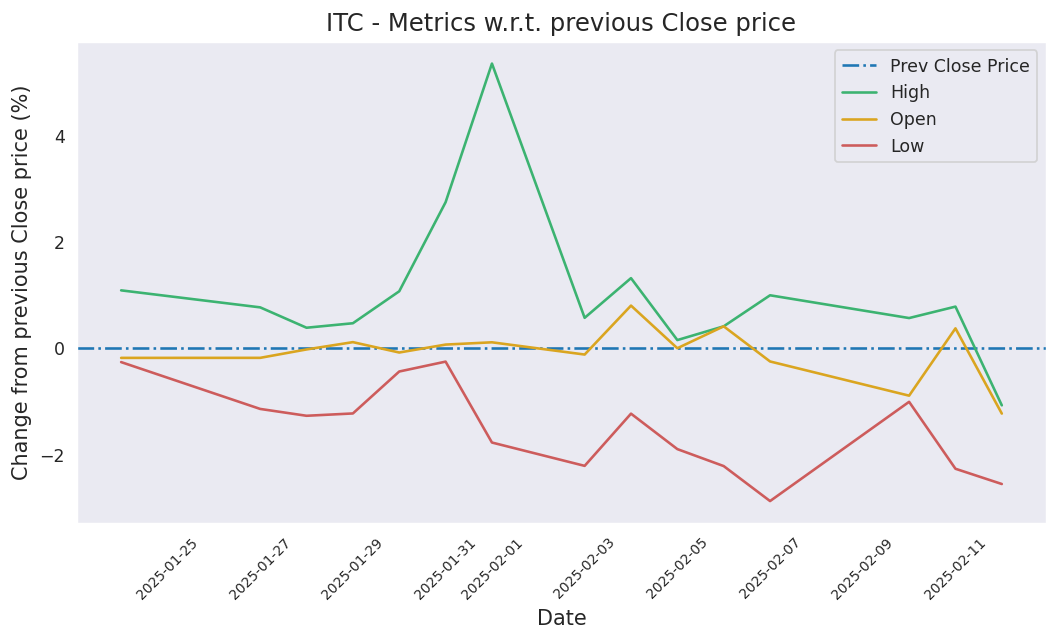 ITC - Metrics w.r.t. previous Close price
Prev Close Price
High
Open
Low
Change from previous Close price (%)
4
2
0
−2
2025-01-25
2025-01-27
2025-01-29
2025-01-31
2025-02-01
2025-02-03
2025-02-05
2025-02-07
2025-02-09
2025-02-11
Date